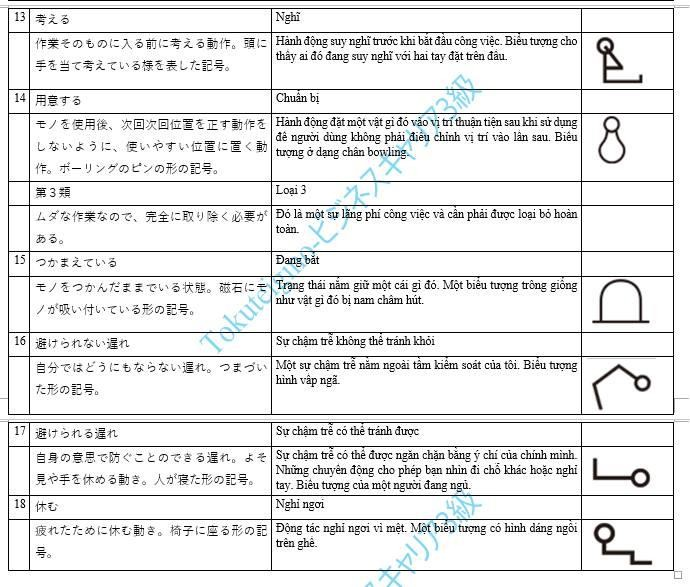 13 考える Nghĩ
作業そのものに入る前に考える動作。頭に Hành động suy nghĩ trước khi bắt đầu công việc. Biểu tượng cho
手を当て考えている様を表した記号。 thấy ai đó đang suy nghĩ với hai tay đặt trên đầu.
14 用意する Chuẩn bị
モノを使用後、次回次回位置を正す動作を Hành động đặt một vật gì đó vào vị trí thuận tiện sau khi sử dụng
しないように、使いやすい位置に置く動 để người dùng không phải điều chỉnh vị trí vào lần sau. Biểu
作。ボーリングのピンの形の記号。 tượng ở dạng chân bowling.
第３類 Loại 3
ムダな作業なので、完全に取り除く必要が Đó là một sự lãng phí công việc và cần phải được loại bỏ hoàn
ある。 toàn.
15 つかまえている Đang bắt
モノをつかんだままでいる状態。磁石にモ Trạng thái nắm giữ một cái gì đó. Một biểu tượng trông giống
ノが吸い付いている形の記号。 như vật gì đó bị nam châm hút.
16 避けられない遅れ Sự chậm trễ không thể tránh khỏi
自分ではどうにもならない遅れ。つまづい Một sự chậm trễ nằm ngoài tầm kiểm soát của tôi. Biểu tượng
た形の記号。 hình vấp ngã.
17 避けられる遅れ Sự chậm trễ có thể tránh được
自身の意思で防ぐことのできる遅れ。よそ Sự chậm trễ có thể được ngăn chặn bằng ý chí của chính mình.
見や手を休める動き。人が寝た形の記号。 Những chuyển động cho phép bạn nhìn đi chỗ khác hoặc nghỉ
tay. Biểu tượng của một người đang ngủ.
18 休む Nghỉ ngơi
疲れたために休む動き。椅子に座る形の記 Động tác nghỉ ngơi vì mệt. Một biểu tượng có hình dáng ngồi
号。 trên ghế.
Tokuteigino-ビジネスキャリア3級
スキャリア3級